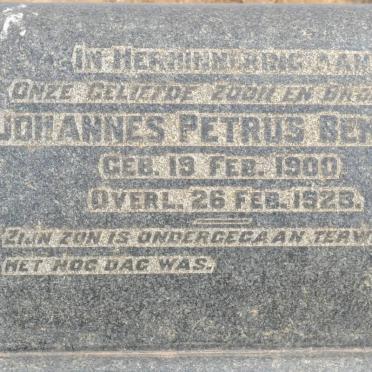 IN HERINNERING AAN
ONZE GELIEFDE ZOON EN
JOHANNES PETRUS
GEB. 19 FEB. 1900
OVERL. 26 FEB. 1923.
ZIJN ZON IS ONDERGEGAAN
HET NOG DAG WAS.